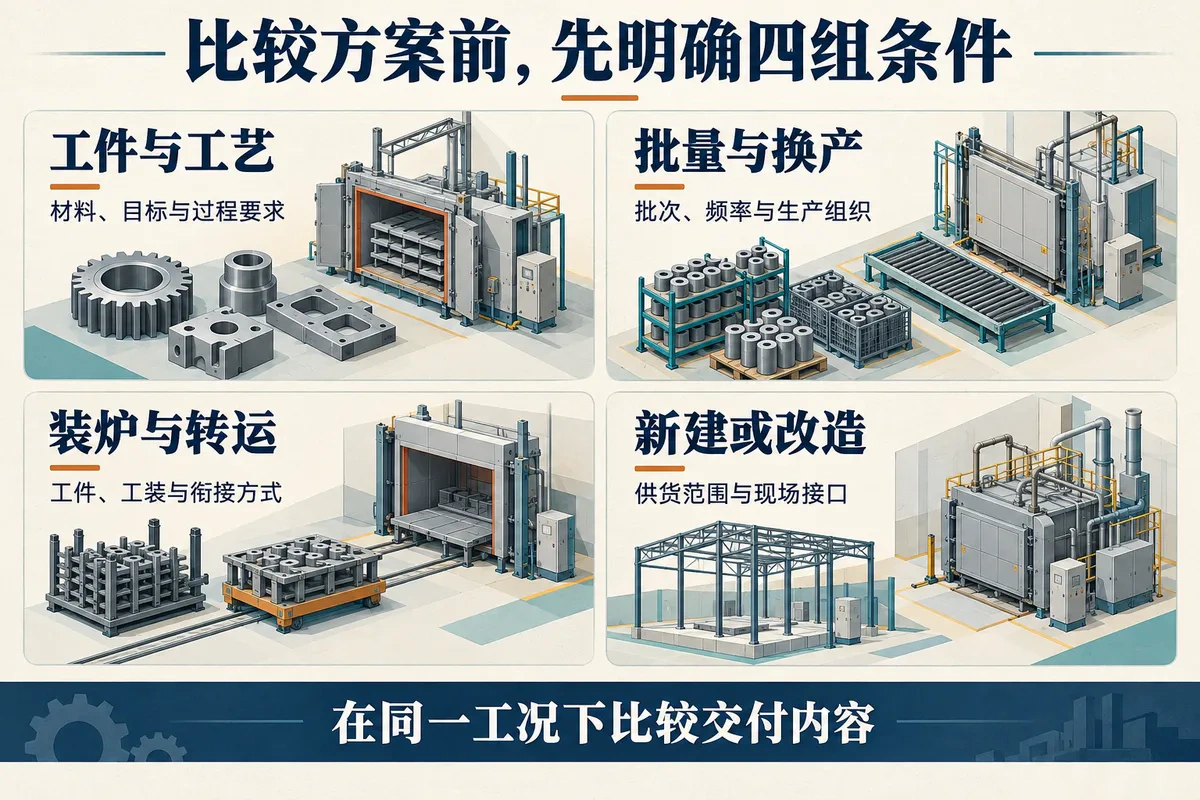 比较方案前,先明确四组条件
工件与工艺
材料、目标与过程要求
批量与换产
批次、频率与生产组织
装炉与转运
工件、工装与衔接方式
新建或改造
供货范围与现场接口
在同一工况下比较交付内容